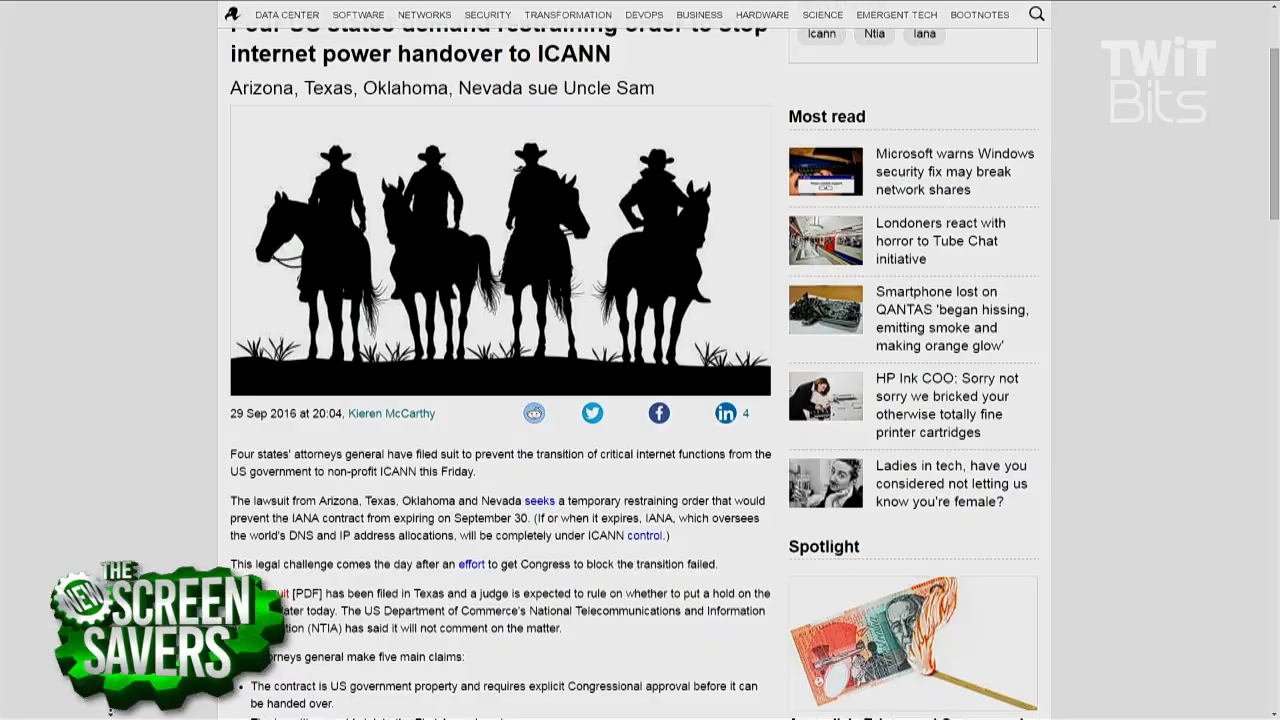 DATA CENTER SOFTWARE NETWORKS SECURITY TRANSFORMATION DEVOPS BUSINESS HARDWARE SCIENCE EMERGENT TECH BOOTNOTES
Four US states demand restraining order to stop
internet power handover to ICANN
Arizona, Texas, Oklahoma, Nevada sue Uncle Sam
29 Sep 2016 at 20:04, Kieren McCarthy
4
Four states' attorneys general have filed suit to prevent the transition of critical internet functions from the
US government to non-profit ICANN this Friday.
The lawsuit from Arizona, Texas, Oklahoma and Nevada seeks a temporary restraining order that would
prevent the IANA contract from expiring on September 30. (If or when it expires, IANA, which oversees
the world's DNS and IP address allocations, will be completely under ICANN control.)
This legal challenge comes the day after an effort to get Congress to block the transition failed.
[PDF] has been filed in Texas and a judge is expected to rule on whether to put a hold on the
later today. The US Department of Commerce's National Telecommunications and Information
(NTIA) has said it will not comment on the matter.
general make five main claims:
• The contract is US government property and requires explicit Congressional approval before it can
be handed over.
Icann Ntia Iana
Most read
Microsoft warns Windows
security fix may break
network shares
Londoners react with
horror to Tube Chat
initiative
Smartphone lost on
QANTAS 'began hissing,
emitting smoke and
making orange glow'
HP Ink COO: Sorry not
sorry we bricked your
otherwise totally fine
printer cartridges
Ladies in tech, have you
considered not letting us
know you're female?
Spotlight
TWiT
Bits
THE
NEW
SCREEN
SAVERS